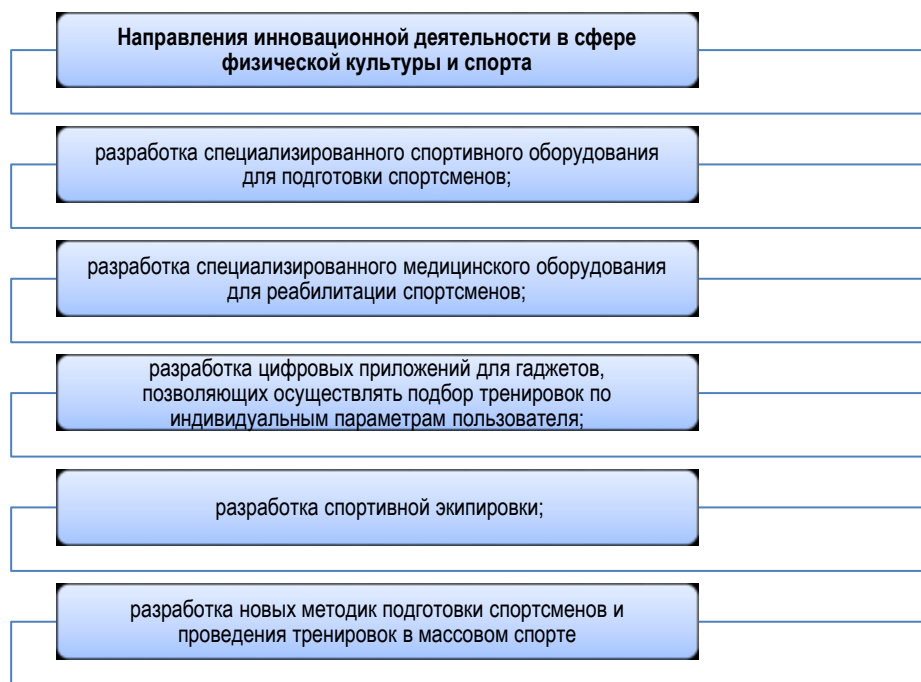 Направления инновационной деятельности в сфере
физической культуры и спорта
разработка специализированного спортивного оборудования
для подготовки спортсменов;
разработка специализированного медицинского оборудования
для реабилитации спортсменов;
разработка цифровых приложений для гаджетов,
позволяющих осуществлять подбор тренировок по
индивидуальным параметрам пользователя;
разработка спортивной экипировки;
разработка новых методик подготовки спортсменов и
проведения тренировок в массовом спорте